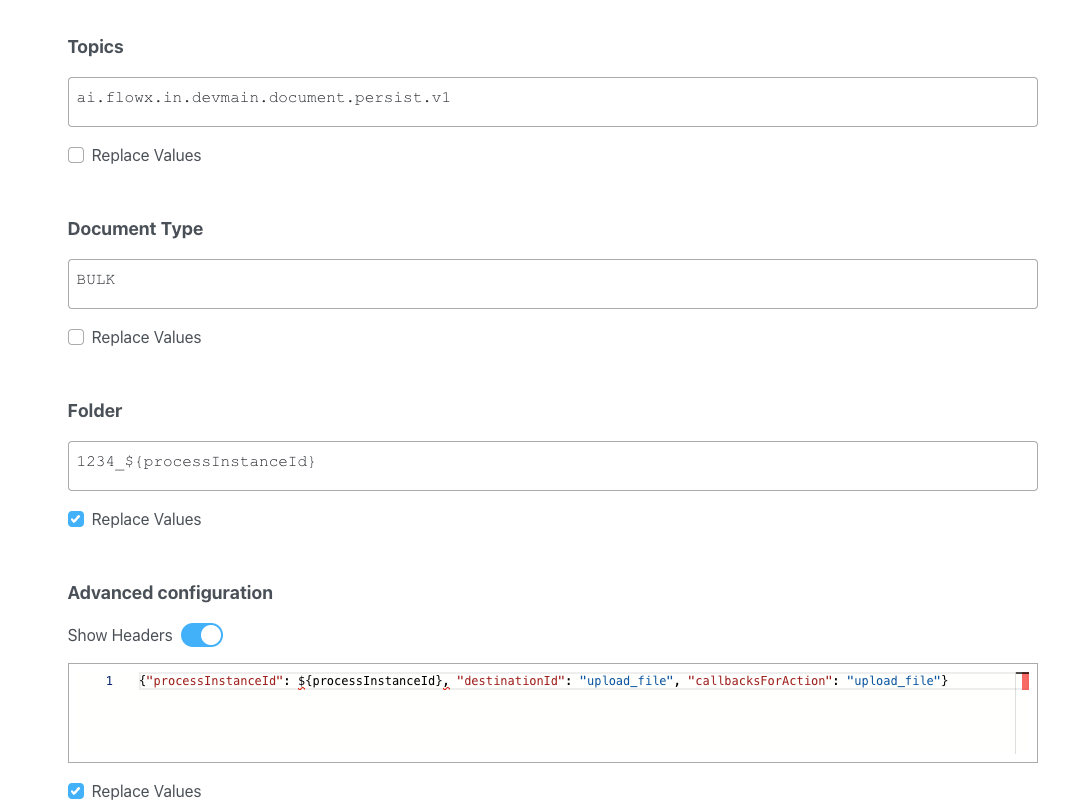 Topics
ai.flowx.in.devmain.document.persist.v1
Replace Values
Document Type
BULK
Replace Values
Folder
1234_${processInstanceId}
Replace Values
Advanced configuration
Show Headers
1 {"processInstanceId": ${processInstanceId}, "destinationId": "upload_file", "callbacksForAction": "upload_file"}
Replace Values